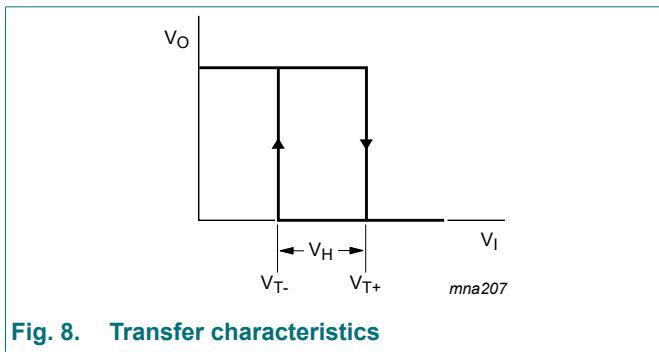 VO
VI
VH
VT- VT+
mna207
Fig. 8. Transfer characteristics